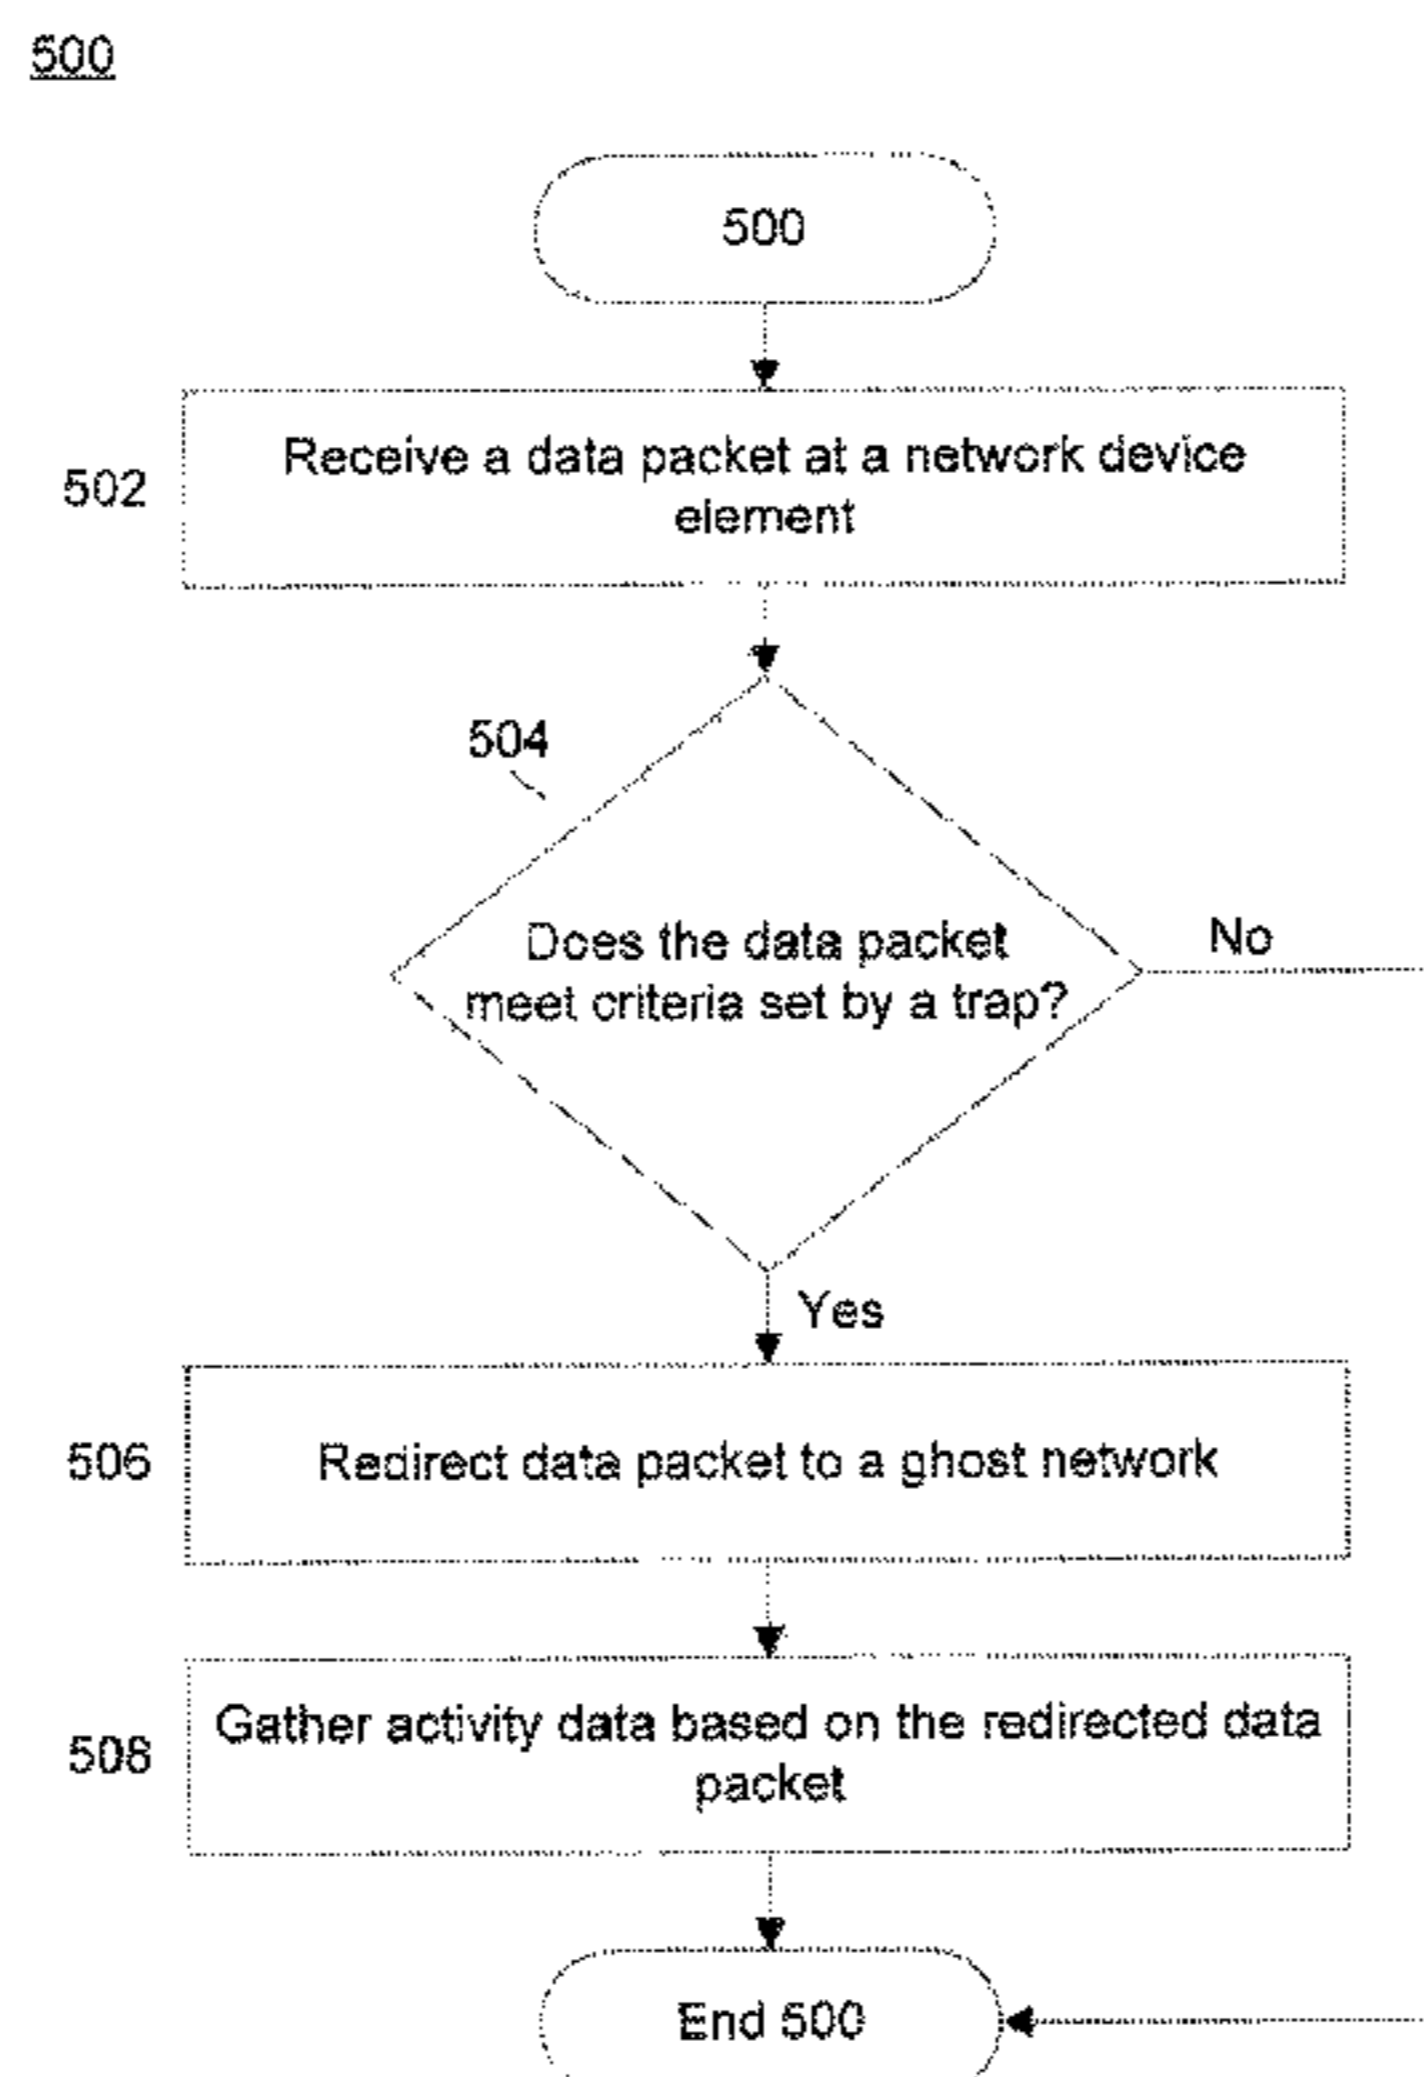 500
500
502
Receive a data packet at a network device
element
504
Does the data packet
meet criteria set by a trap?
No
Yes
506
Redirect data packet to a ghost network
508
Gather activity data based on the redirected data
packet
End 500